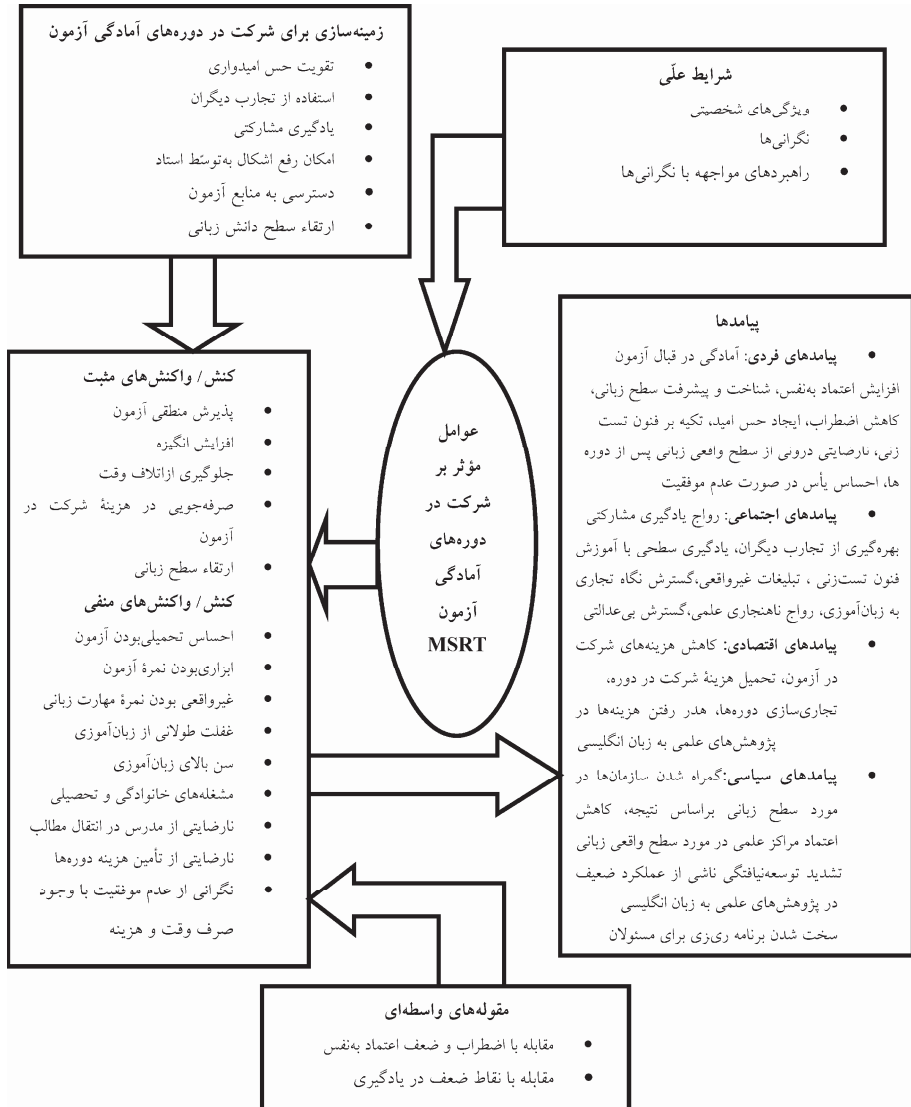 زمینه‌سازی برای شرکت در دوره‌های آمادگی آزمون
• تقویت حس امیدواری
• استفاده از تجارب دیگران
• یادگیری مشارکتی
• امکان رفع اشکال به‌توسّط استاد
• دسترسی به منابع آزمون
• ارتقاء سطح دانش زبانی
شرایط علّی
• ویژگی‌های شخصیتی
• نگرانی‌ها
• راهبردهای مواجهه با نگرانی‌ها
عوامل
مؤثر بر
شرکت در
دوره‌های
آمادگی
آزمون
MSRT
کنش/ واکنش‌های مثبت
• پذیرش منطقی آزمون
• افزایش انگیزه
• جلوگیری ازاتلاف وقت
• صرفه‌جویی در هزینهٔ شرکت در
آزمون
• ارتقاء سطح زبانی
کنش/ واکنش‌های منفی
• احساس تحمیلی‌بودن آزمون
• ابزاری‌بودن نمرهٔ آزمون
• غیرواقعی بودن نمرهٔ مهارت زبانی
• غفلت طولانی از زبان‌آموزی
• سن بالای زبان‌آموزی
• مشغله‌های خانوادگی و تحصیلی
• نارضایتی از مدرس در انتقال مطالب
• نارضایتی از تأمین هزینه دوره‌ها
• نگرانی از عدم موفقیت با وجود
صرف وقت و هزینه
پیامدها
• پیامدهای فردی: آمادگی در قبال آزمون
افزایش اعتماد به‌نفس، شناخت و پیشرفت سطح زبانی،
کاهش اضطراب، ایجاد حس امید، تکیه بر فنون تست
زنی، نارضایتی درونی از سطح واقعی زبانی پس از دوره
ها، احساس یأس در صورت عدم موفقیت
• پیامدهای اجتماعی: رواج یادگیری مشارکتی
بهره‌گیری از تجارب دیگران، یادگیری سطحی با آموزش
فنون تست‌زنی ، تبلیغات غیرواقعی،گسترش نگاه تجاری
به زبان‌آموزی، رواج ناهنجاری علمی،گسترش بی‌عدالتی
• پیامدهای اقتصادی: کاهش هزینه‌های شرکت
در آزمون، تحمیل هزینهٔ شرکت در دوره،
تجاری‌سازی دوره‌ها، هدر رفتن هزینه‌ها در
پژوهش‌های علمی به زبان انگلیسی
• پیامدهای سیاسی:گمراه شدن سازمان‌ها در
مورد سطح زبانی براساس نتیجه، کاهش
اعتماد مراکز علمی در مورد سطح واقعی زبانی
تشدید توسعه‌نیافتگی ناشی از عملکرد ضعیف
در پژوهش‌های علمی به زبان انگلیسی
سخت شدن برنامه ریزی برای مسئولان
مقوله‌های واسطه‌ای
• مقابله با اضطراب و ضعف اعتماد به‌نفس
• مقابله با نقاط ضعف در یادگیری